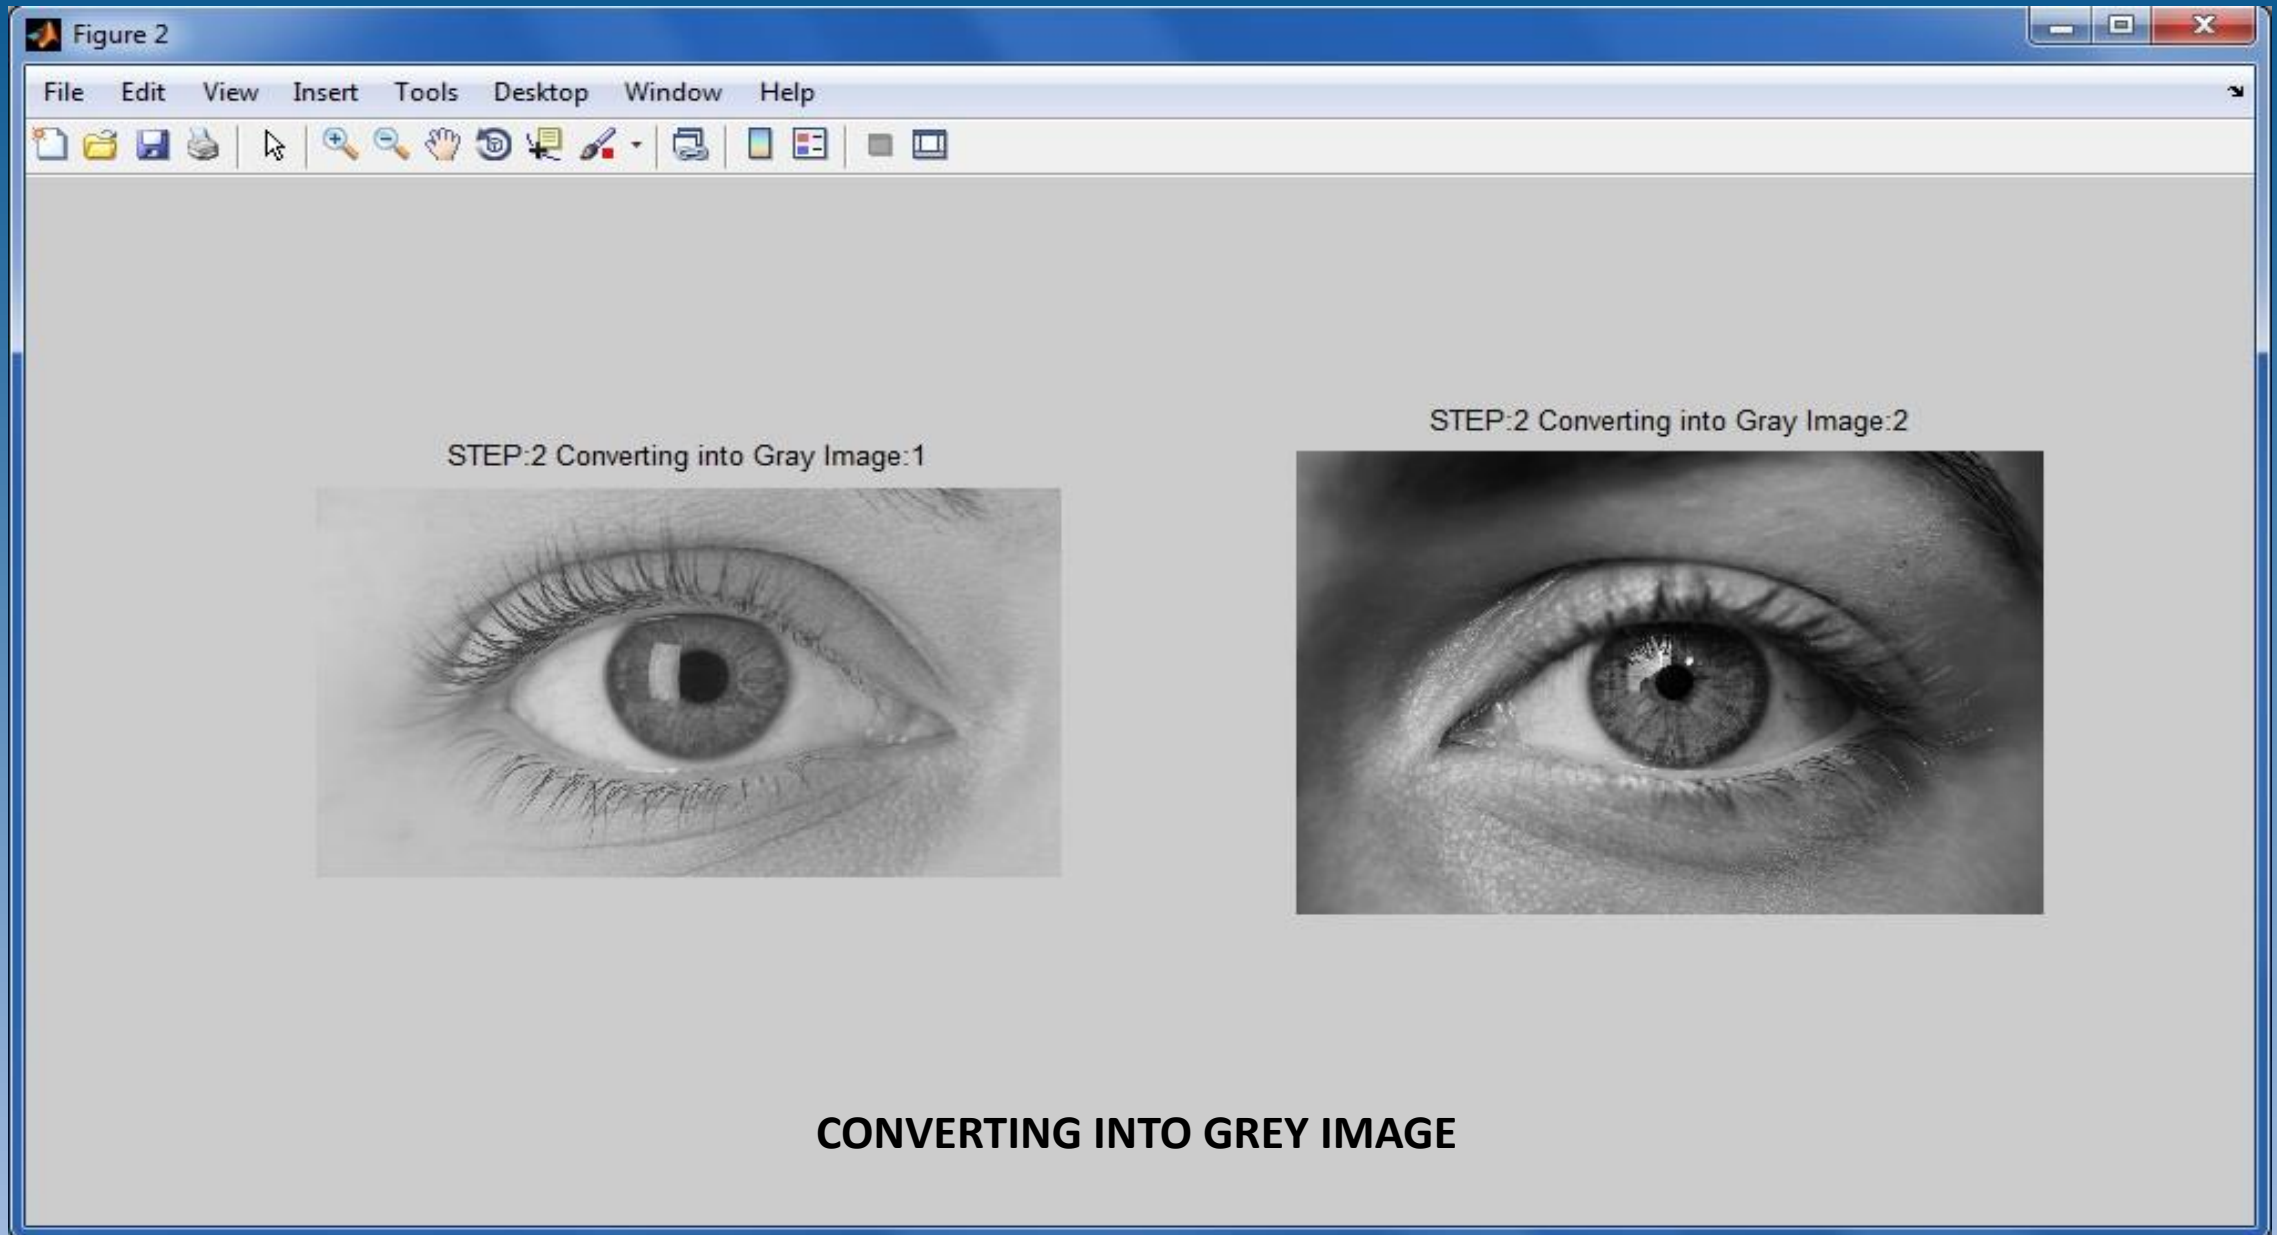 Figure 2
File Edit View Insert Tools Desktop Window Help
STEP:2 Converting into Gray Image:1
STEP:2 Converting into Gray Image:2
CONVERTING INTO GREY IMAGE